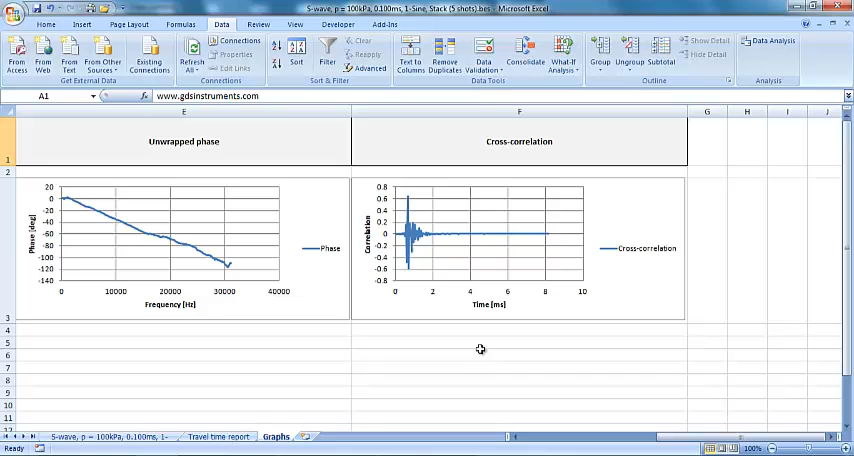 S-wave, p = 100kPa, 0.100ms, 1-Sine, Stack (5 shots).bes - Microsoft Excel
Home Insert Page Layout Formulas Data Review View Developer Add-Ins
From Access
From Web
From Text
From Other Sources
Existing Connections
Get External Data
Refresh All
Connections
Properties
Edit Links
Connections
Sort
Filter
Clear
Reapply
Advanced
Sort & Filter
Text to Columns
Remove Duplicates
Data Validation
Consolidate
What-If Analysis
Data Tools
Group
Ungroup
Subtotal
Show Detail
Hide Detail
Outline
Data Analysis
Analysis
A1 fx www.gdsinstruments.com
E F G H I J
1 Unwrapped phase Cross-correlation
2
3
20
0
-20
-40
-60
-80
-100
-120
-140
Phase [deg]
0 10000 20000 30000 40000
Frequency [Hz]
Phase
0.8
0.6
0.4
0.2
0
-0.2
-0.4
-0.6
-0.8
Correlation
0 2 4 6 8 10
Time [ms]
Cross-correlation
4
5
6
7
8
9
10
11
12
S-wave, p = 100kPa, 0.100ms, 1- Travel time report Graphs
Ready 100%